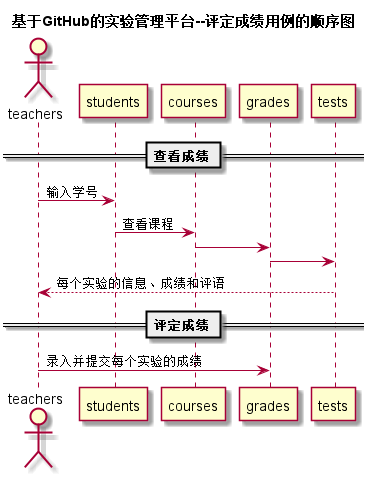 基于GitHub的实验管理平台--评定成绩用例的顺序图
teachers
students courses grades tests
查看成绩
输入学号
查看课程
每个实验的信息、成绩和评语
评定成绩
录入并提交每个实验的成绩
teachers
students courses grades tests